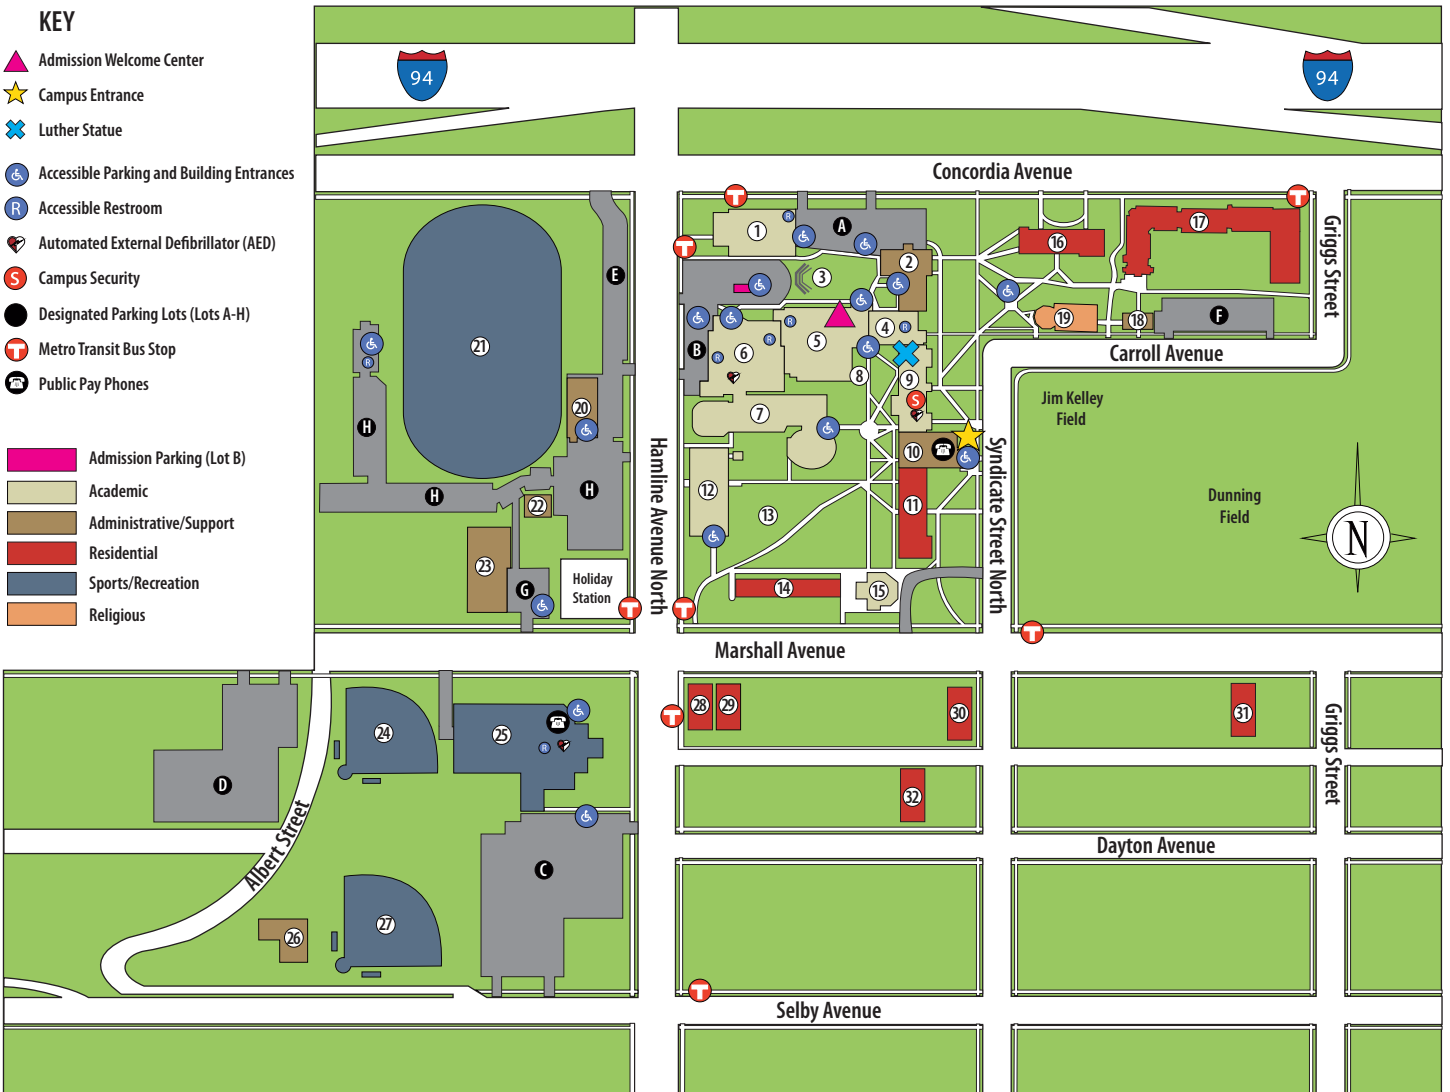 KEY
Admission Welcome Center
Campus Entrance
Luther Statue
Accessible Parking and Building Entrances
R Accessible Restroom
Automated External Defibrillator (AED)
S Campus Security
Designated Parking Lots (Lots A-H)
T Metro Transit Bus Stop
Public Pay Phones
Admission Parking (Lot B)
Academic
Administrative/Support
Residential
Sports/Recreation
Religious
94
94
Concordia Avenue
T
T
1
R
A
16
17
Griggs Street
T
2
3
E
F
18
19
4
R
R
5
B
6
R
R
21
R
Carroll Avenue
8
9
Jim Kelley
Field
S
20
7
H
10
Hamline Avenue North
Syndicate Street North
H
H
22
12
13
11
Dunning
Field
N
23
G
Holiday
Station
14
15
T
T
T
Marshall Avenue
28
29
30
31
T
24
25
R
Griggs Street
D
32
Albert Street
Dayton Avenue
C
26
27
T
Selby Avenue